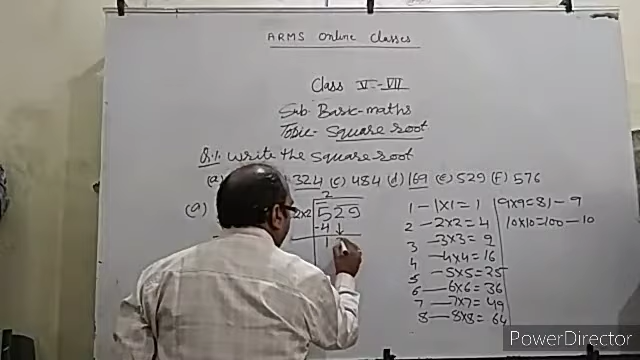 ARMS Online Classes
Class V-VII
Sub: Basic-maths
Topic- Square root
Q.1. Write the square root
(a) 324 (c) 484 (d) 169 (e) 529 (f) 576
(a)
2
2x2 529
-4
1
1 - 1x1 = 1
2 - 2x2 = 4
3 - 3x3 = 9
4 - 4x4 = 16
5 - 5x5 = 25
6 - 6x6 = 36
7 - 7x7 = 49
8 - 8x8 = 64
9x9 = 81 - 9
10x10 = 100 - 10
PowerDirector